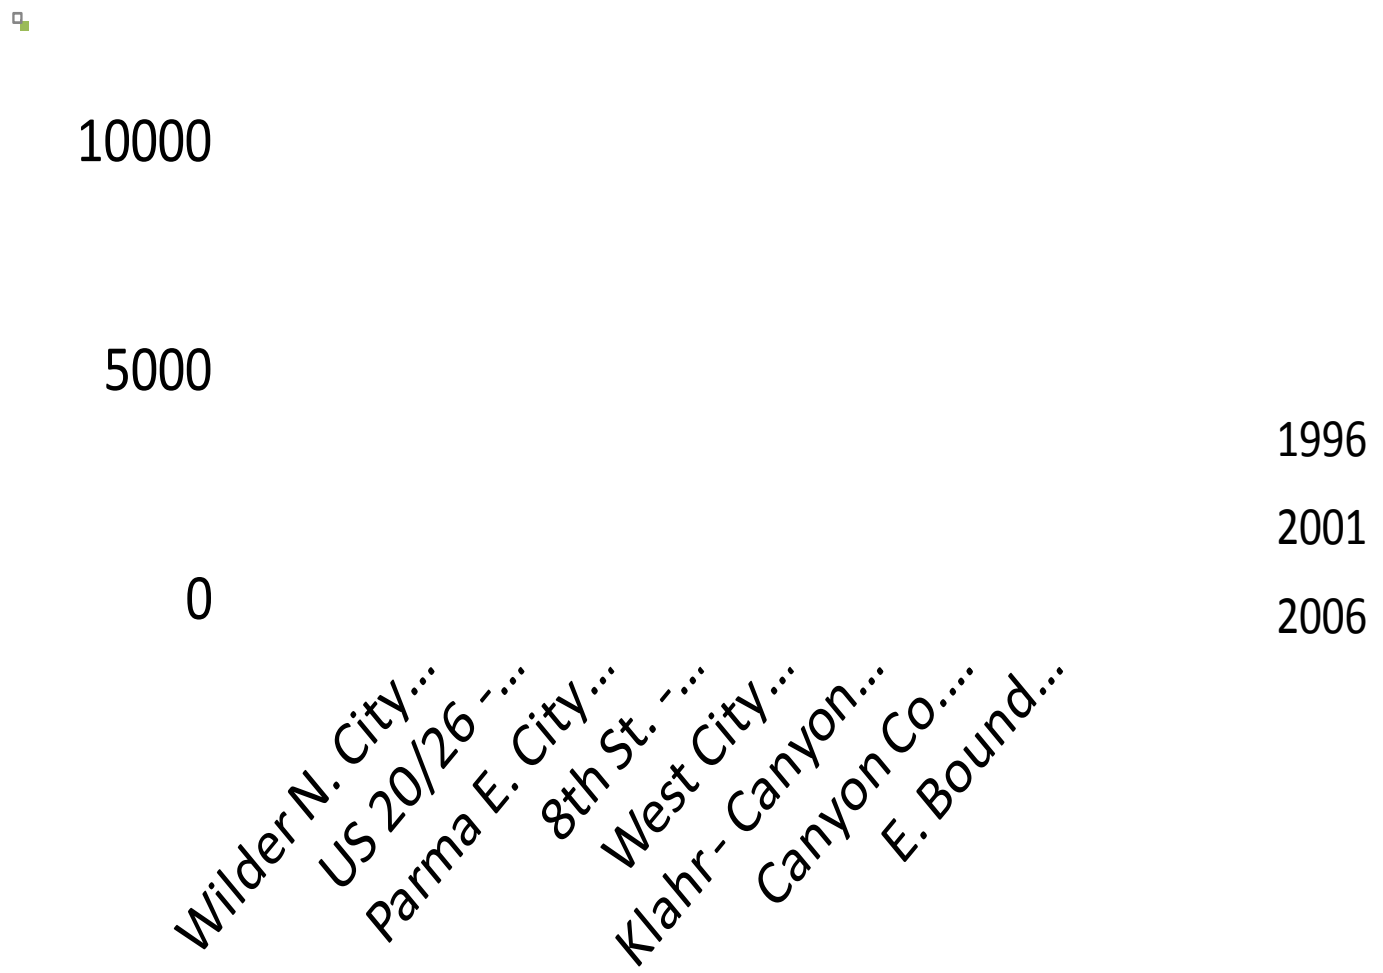 10000
5000
0
1996
2001
2006
Wilder N. City...
US 20/26 -...
Parma E. City...
8th St. -...
West City...
Klahr - Canyon...
Canyon Co....
E. Bound...